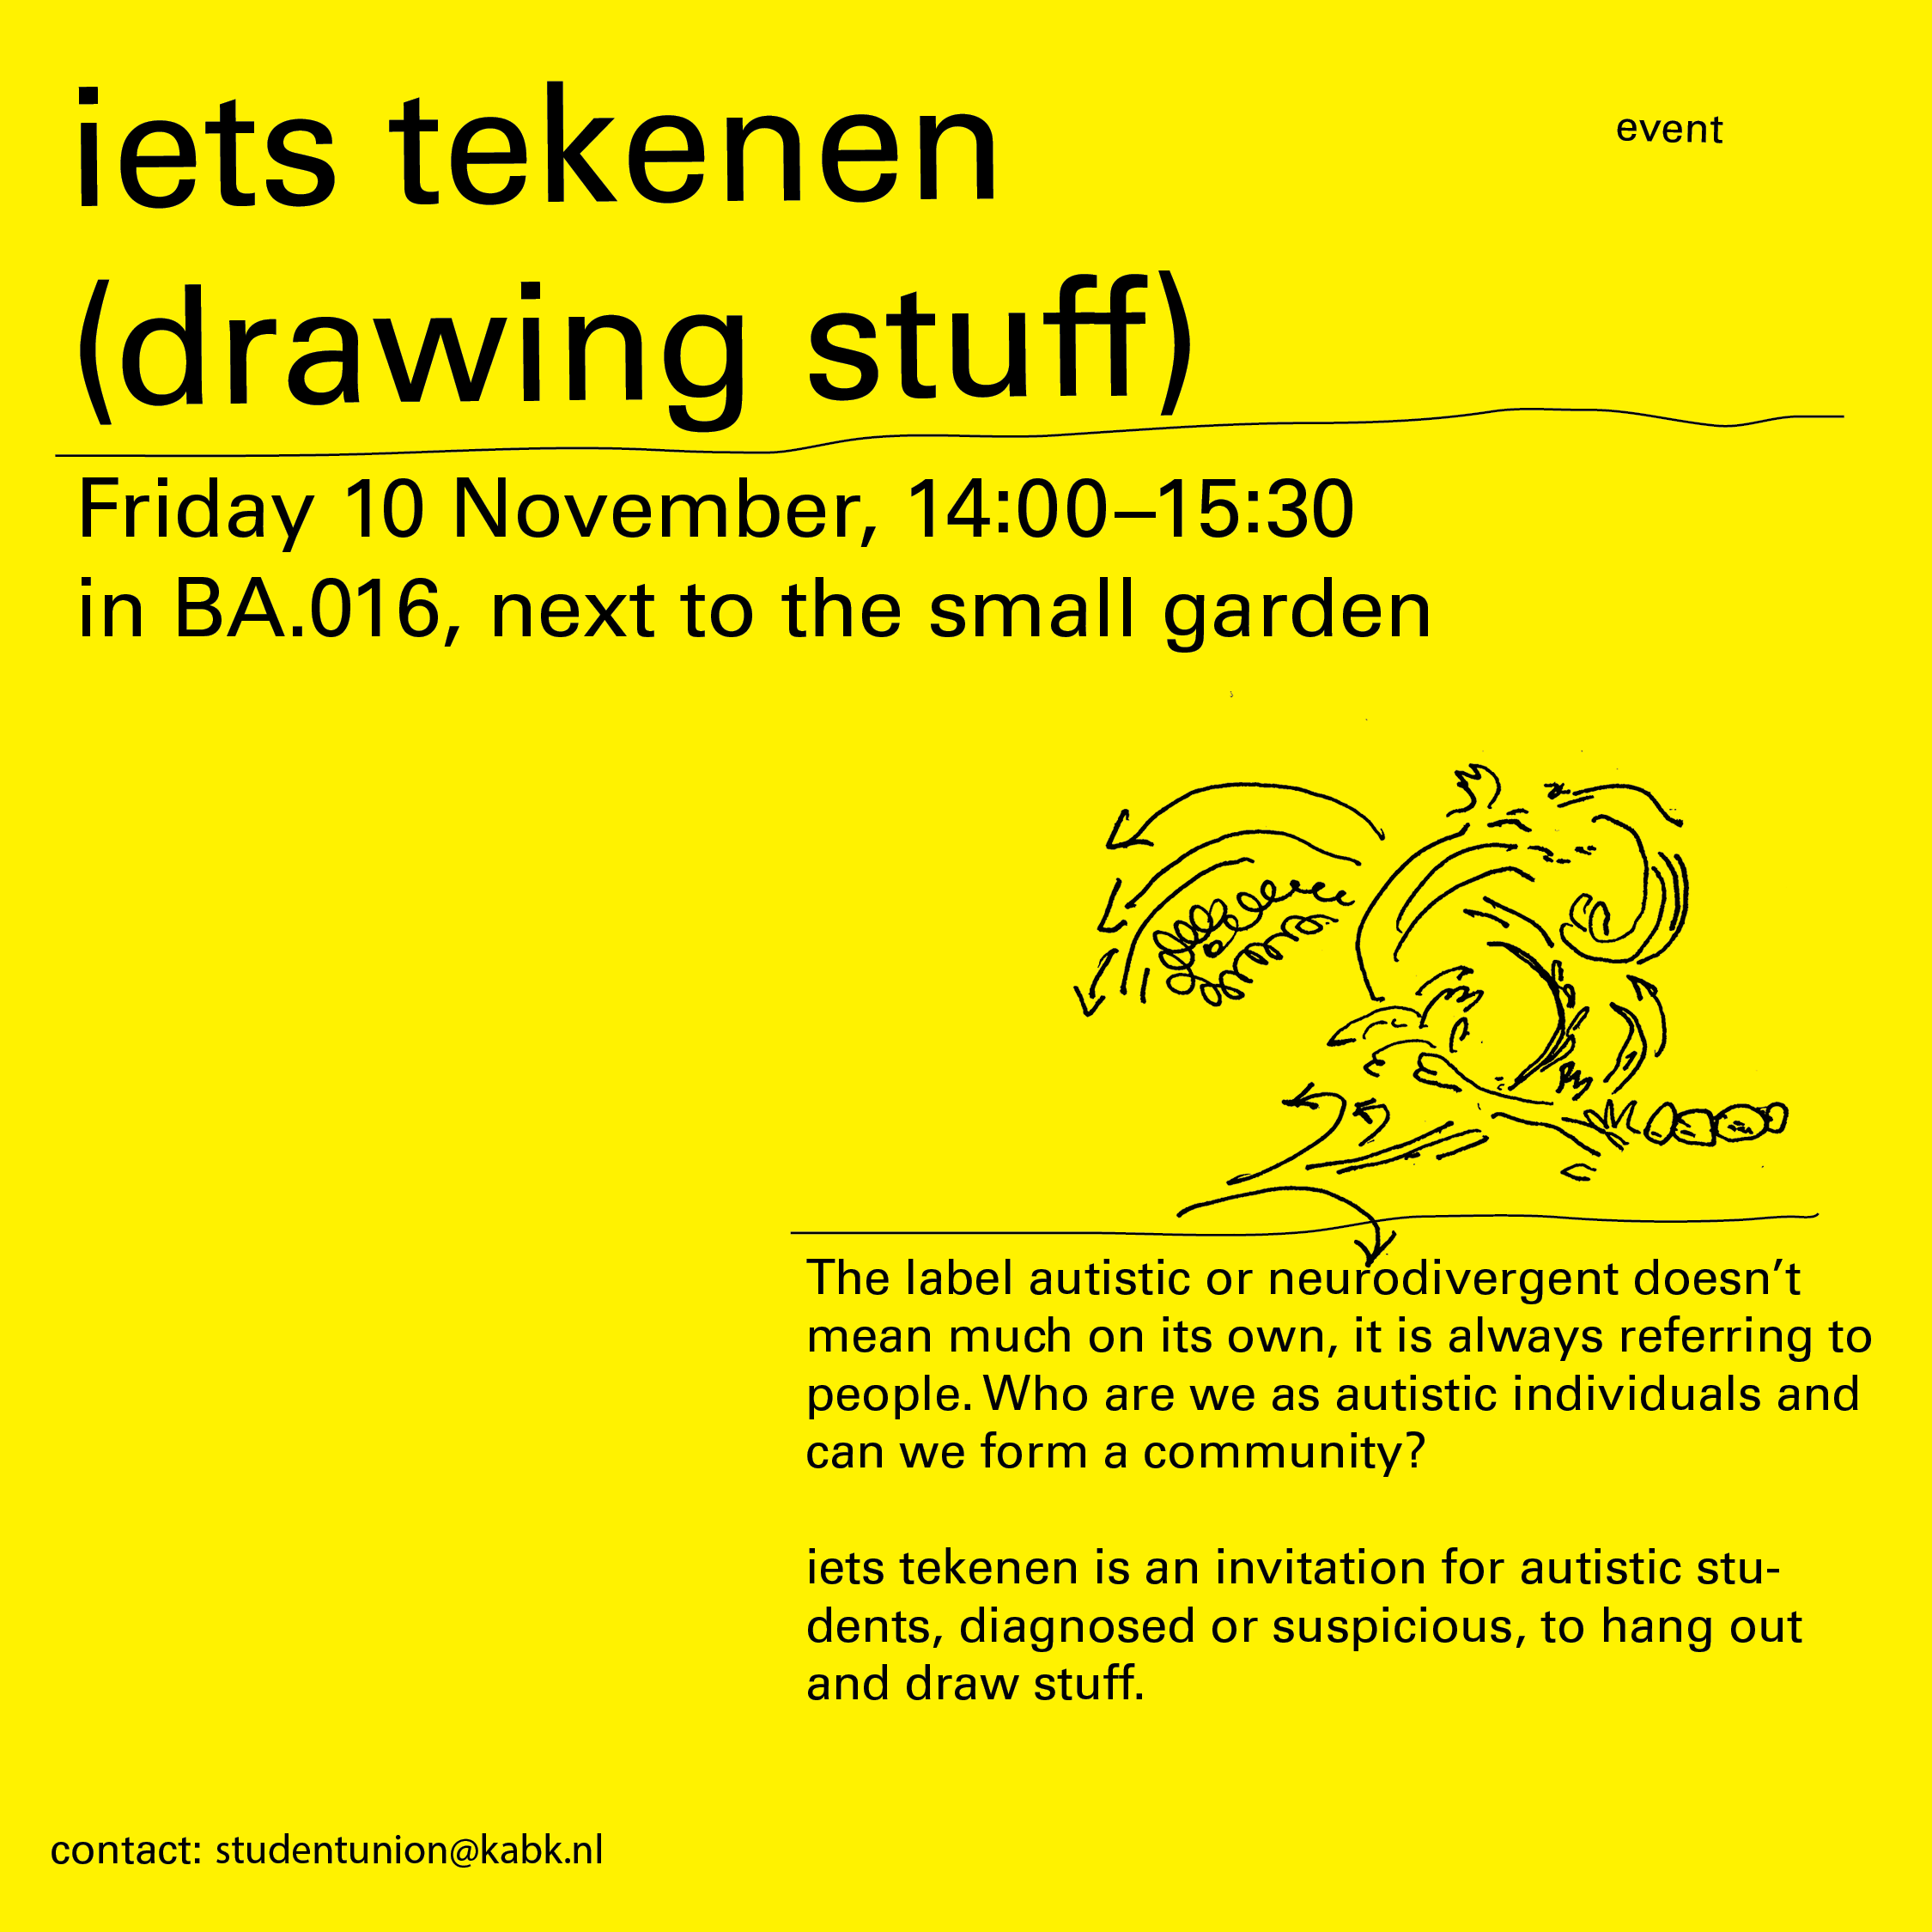 iets tekenen
event
(drawing stuff)
Friday 10 November, 14:00–15:30
in BA.016, next to the small garden
The label autistic or neurodivergent doesn’t
mean much on its own, it is always referring to
people. Who are we as autistic individuals and
can we form a community?
iets tekenen is an invitation for autistic stu-
dents, diagnosed or suspicious, to hang out
and draw stuff.
contact: studentunion@kabk.nl